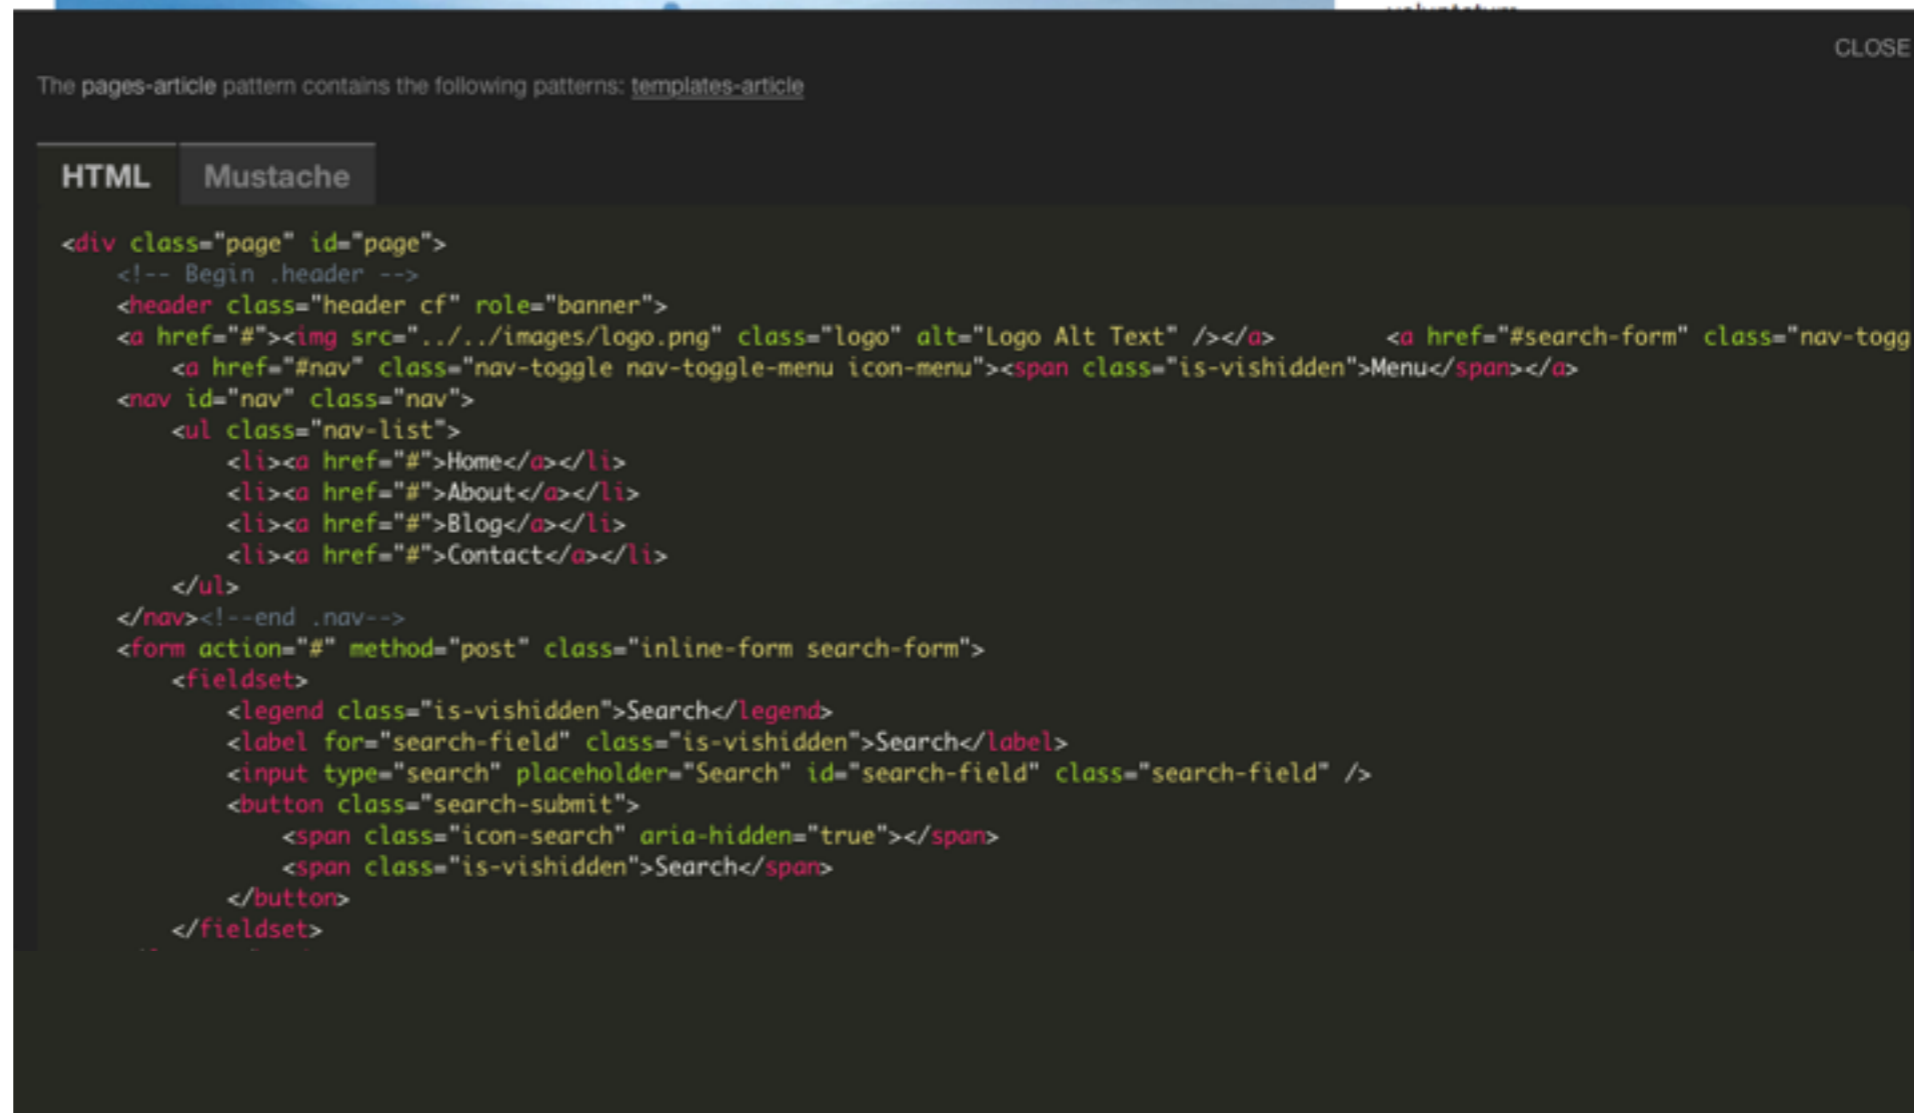 CLOSE
The pages-article pattern contains the following patterns: templates-article
HTML Mustache
<div class="page" id="page">
<!-- Begin .header -->
<header class="header cf" role="banner">
<a href="#"><img src="../../images/logo.png" class="logo" alt="Logo Alt Text" /></a> <a href="#search-form" class="nav-togg
<a href="#nav" class="nav-toggle nav-toggle-menu icon-menu"><span class="is-vishidden">Menu</span></a>
<nav id="nav" class="nav">
<ul class="nav-list">
<li><a href="#">Home</a></li>
<li><a href="#">About</a></li>
<li><a href="#">Blog</a></li>
<li><a href="#">Contact</a></li>
</ul>
</nav><!--end .nav-->
<form action="#" method="post" class="inline-form search-form">
<fieldset>
<legend class="is-vishidden">Search</legend>
<label for="search-field" class="is-vishidden">Search</label>
<input type="search" placeholder="Search" id="search-field" class="search-field" />
<button class="search-submit">
<span class="icon-search" aria-hidden="true"></span>
<span class="is-vishidden">Search</span>
</button>
</fieldset>